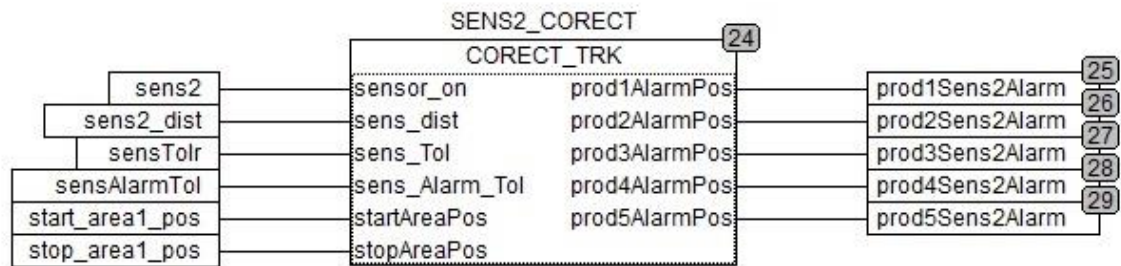 SENS2_CORECT
24
CORECT_TRK
25
sens2 sensor_on prod1AlarmPos prod1Sens2Alarm
26
sens2_dist sens_dist prod2AlarmPos prod2Sens2Alarm
27
sensTolr sens_Tol prod3AlarmPos prod3Sens2Alarm
28
sensAlarmTol sens_Alarm_Tol prod4AlarmPos prod4Sens2Alarm
29
start_area1_pos startAreaPos prod5AlarmPos prod5Sens2Alarm
stop_area1_pos stopAreaPos